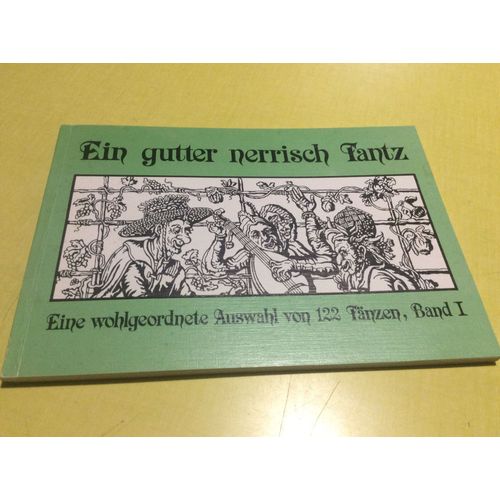 Ein gutter nerrisch Tantz
Eine wohlgeordnete Auswahl von 122 Tänzen, Band I